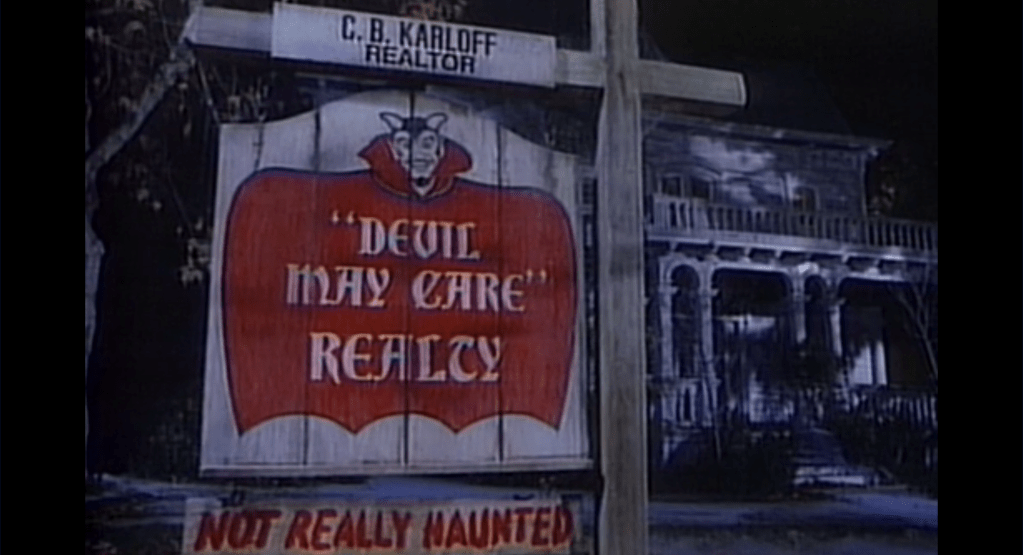 C. B. KARLOFF
REALTOR
"DEVIL
MAY CARE"
REALTY
NOT REALLY HAUNTED